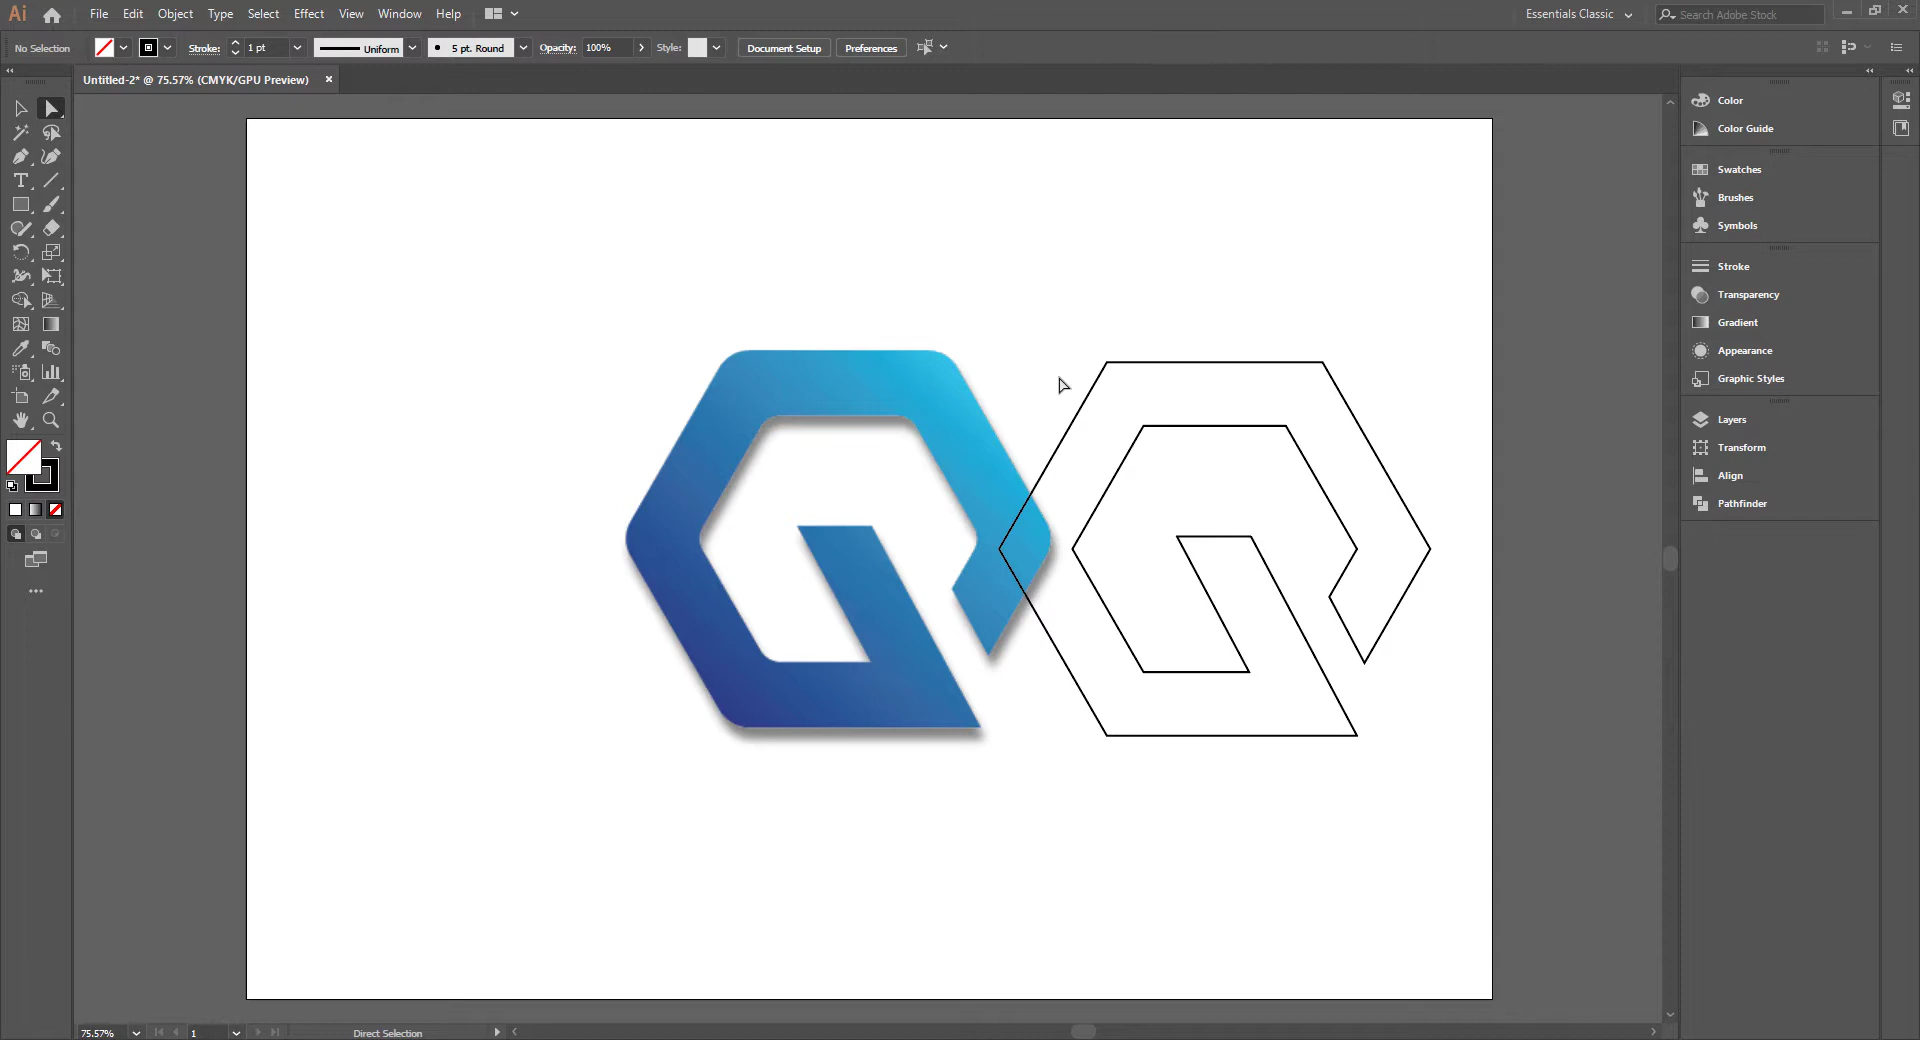 Ai File Edit Object Type Select Effect View Window Help Essentials Classic Search Adobe Stock
No Selection Stroke: 1 pt Uniform 5 pt. Round Opacity: 100% Style: Document Setup Preferences
Untitled-2* @ 75.57% (CMYK/GPU Preview)
Color
Color Guide
Swatches
Brushes
Symbols
Stroke
Transparency
Gradient
Appearance
Graphic Styles
Layers
Transform
Align
Pathfinder
75.57% 1 Direct Selection